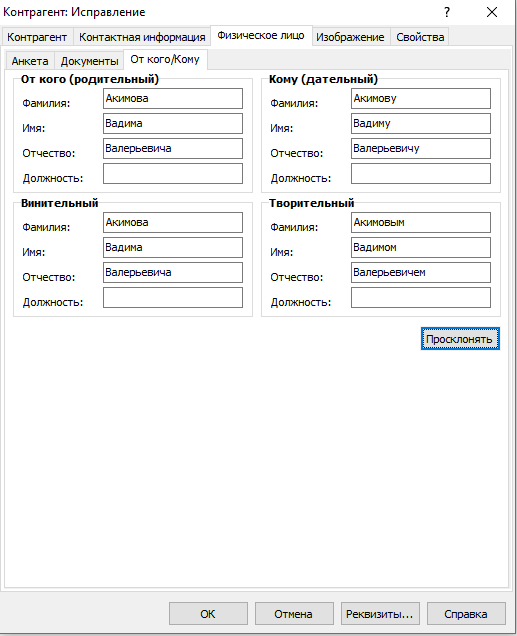 Контрагент: Исправление
?
Контрагент Контактная информация Физическое лицо Изображение Свойства
Анкета Документы От кого/Кому
От кого (родительный)
Фамилия: Акимова
Имя: Вадима
Отчество: Валерьевича
Должность:
Кому (дательный)
Фамилия: Акимову
Имя: Вадиму
Отчество: Валерьевичу
Должность:
Винительный
Фамилия: Акимова
Имя: Вадима
Отчество: Валерьевича
Должность:
Творительный
Фамилия: Акимовым
Имя: Вадимом
Отчество: Валерьевичем
Должность:
Просклонять
ОК Отмена Реквизиты... Справка